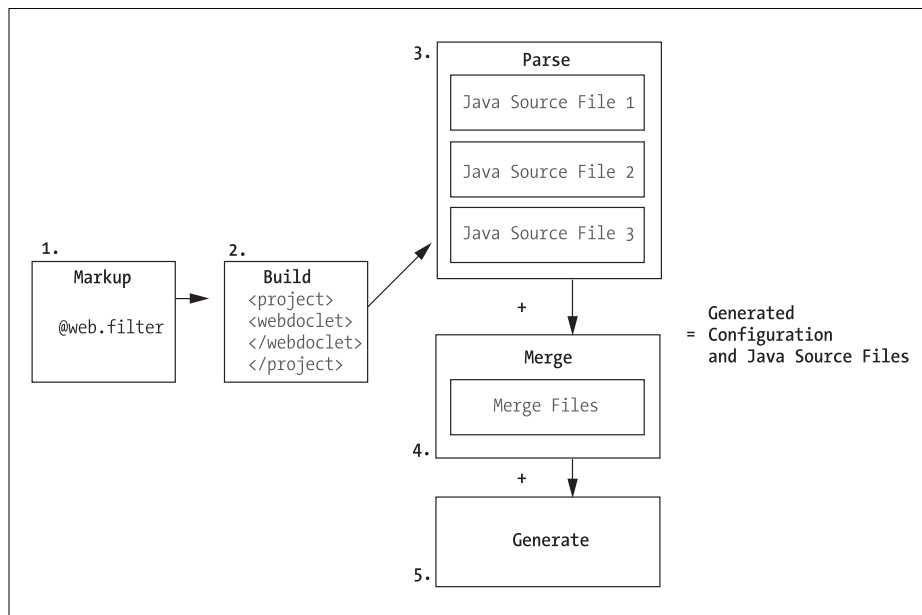 1.
Markup
@web.filter
2.
Build
<project>
<webdoclet>
</webdoclet>
</project>
3.
Parse
Java Source File 1
Java Source File 2
Java Source File 3
+
Merge
Merge Files
4.
+
Generate
5.
Generated
= Configuration
and Java Source Files